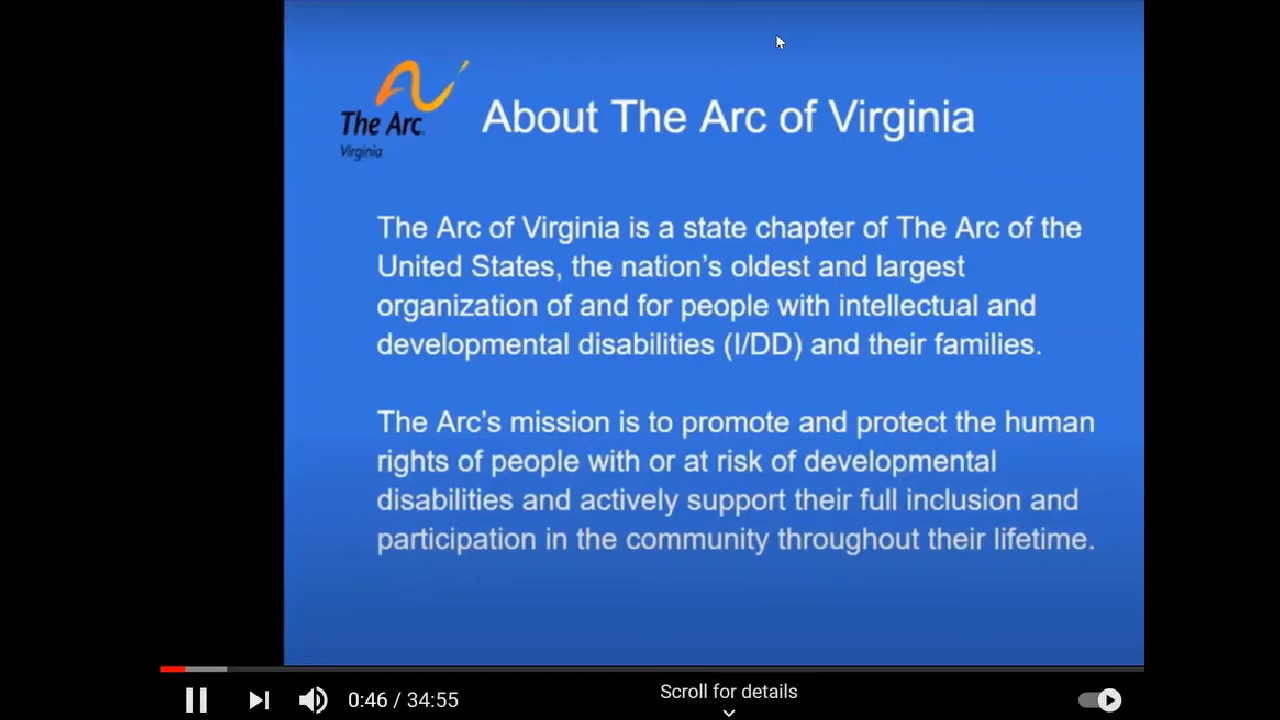 The Arc
Virginia
About The Arc of Virginia
The Arc of Virginia is a state chapter of The Arc of the
United States, the nation's oldest and largest
organization of and for people with intellectual and
developmental disabilities (I/DD) and their families.
The Arc's mission is to promote and protect the human
rights of people with or at risk of developmental
disabilities and actively support their full inclusion and
participation in the community throughout their lifetime.
0:46 / 34:55
Scroll for details